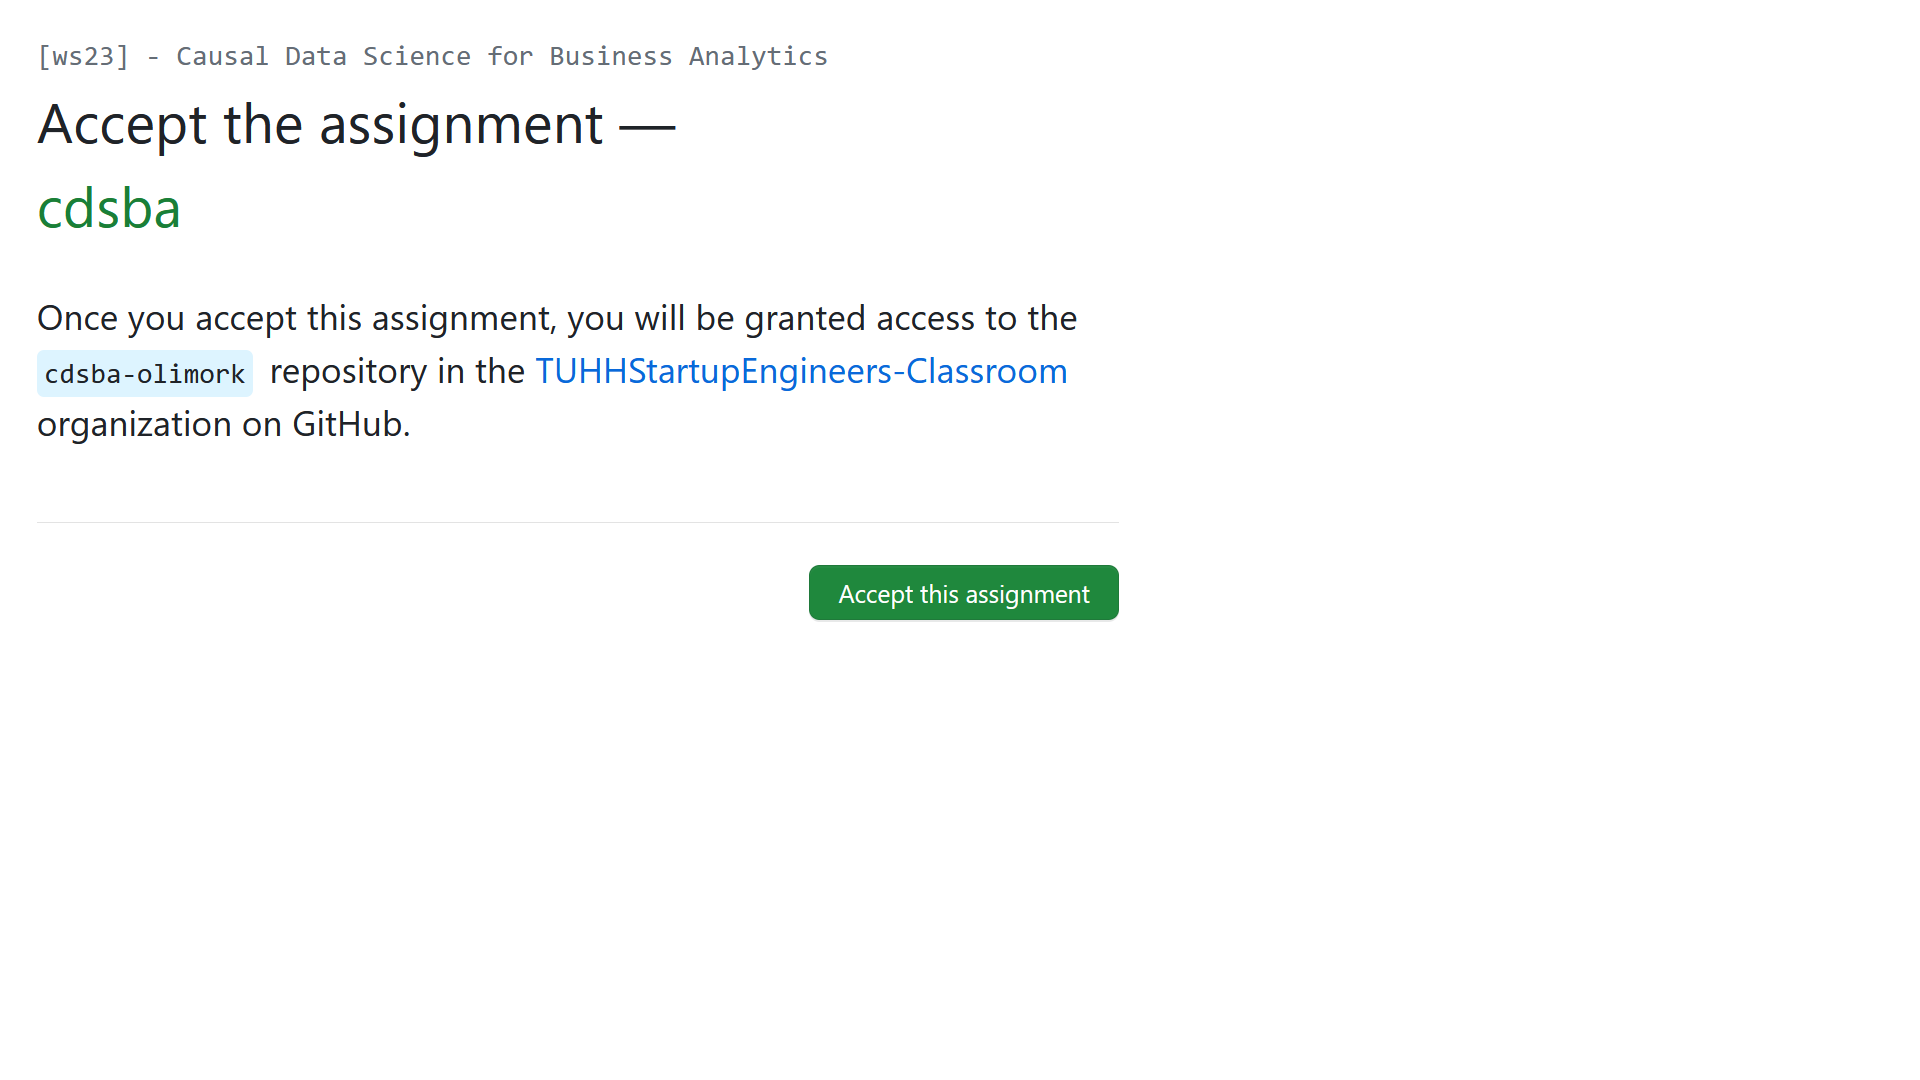 [ws23] - Causal Data Science for Business Analytics
Accept the assignment —
cdsba
Once you accept this assignment, you will be granted access to the
cdsba-olimork repository in the TUHHStartupEngineers-Classroom
organization on GitHub.
Accept this assignment